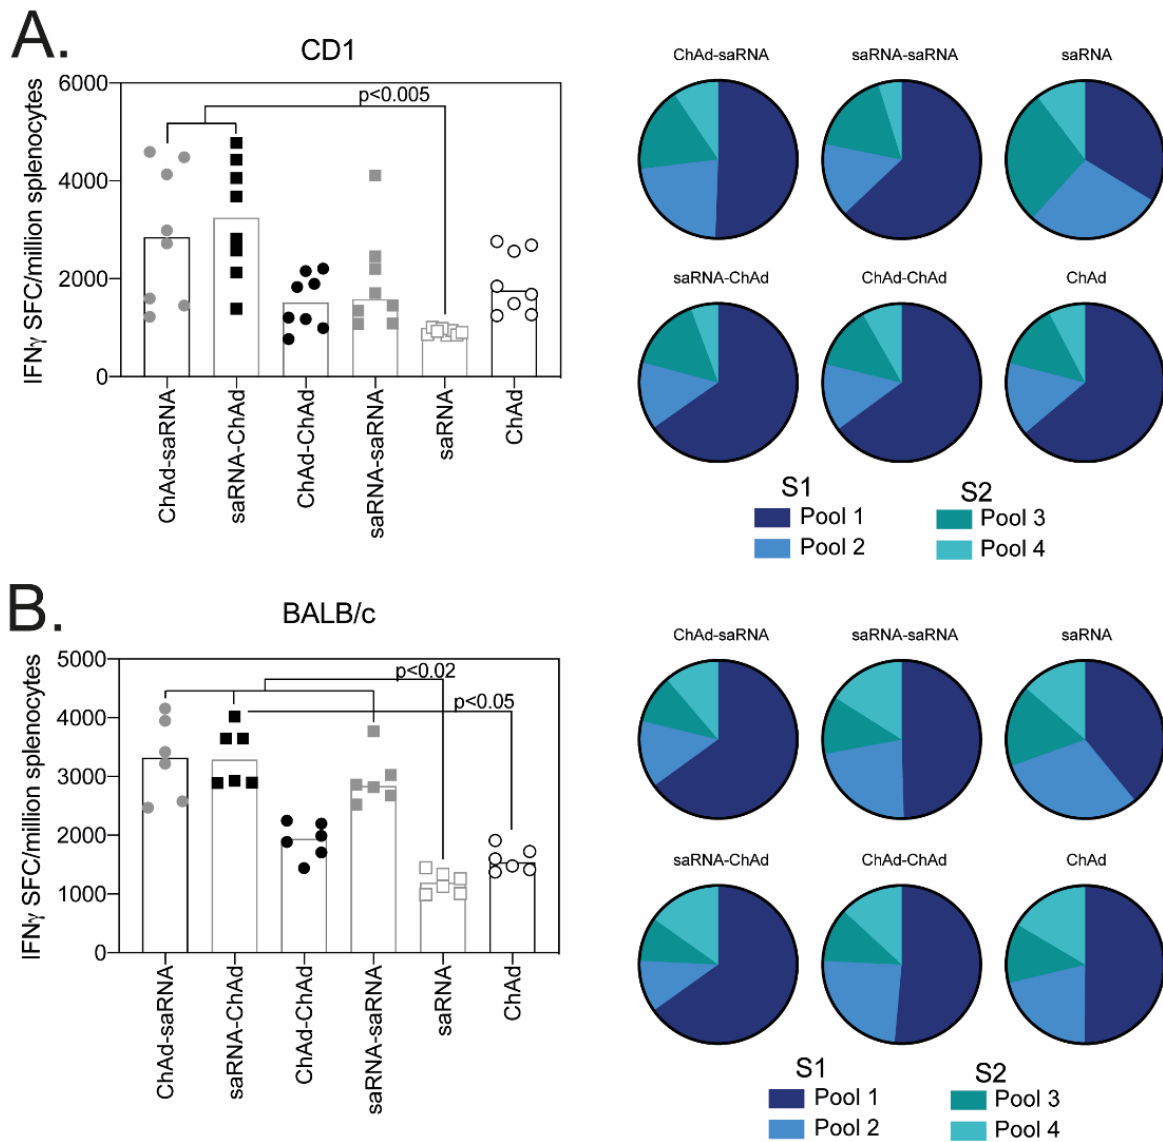 A.
CD1
IFNγ SFC/million splenocytes
6000
4000
2000
0
p<0.005
ChAd-saRNA
saRNA-ChAd
ChAd-ChAd
saRNA-saRNA
saRNA
ChAd
ChAd-saRNA
saRNA-saRNA
saRNA
saRNA-ChAd
ChAd-ChAd
ChAd
S1
S2
Pool 1
Pool 3
Pool 2
Pool 4
B.
BALB/c
IFNγ SFC/million splenocytes
5000
4000
3000
2000
1000
0
p<0.02
p<0.05
ChAd-saRNA
saRNA-ChAd
ChAd-ChAd
saRNA-saRNA
saRNA
ChAd
ChAd-saRNA
saRNA-saRNA
saRNA
saRNA-ChAd
ChAd-ChAd
ChAd
S1
S2
Pool 1
Pool 3
Pool 2
Pool 4